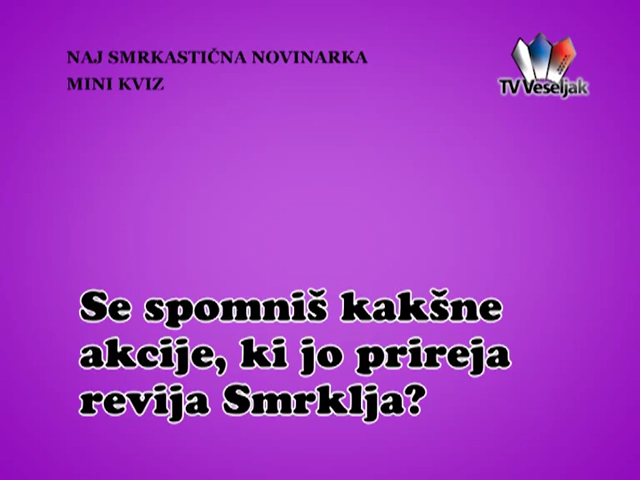 NAJ SMRKASTIČNA NOVINARKA
MINI KVIZ
TV Veseljak
Se spomniš kakšne
akcije, ki jo prireja
revija Smrklja?